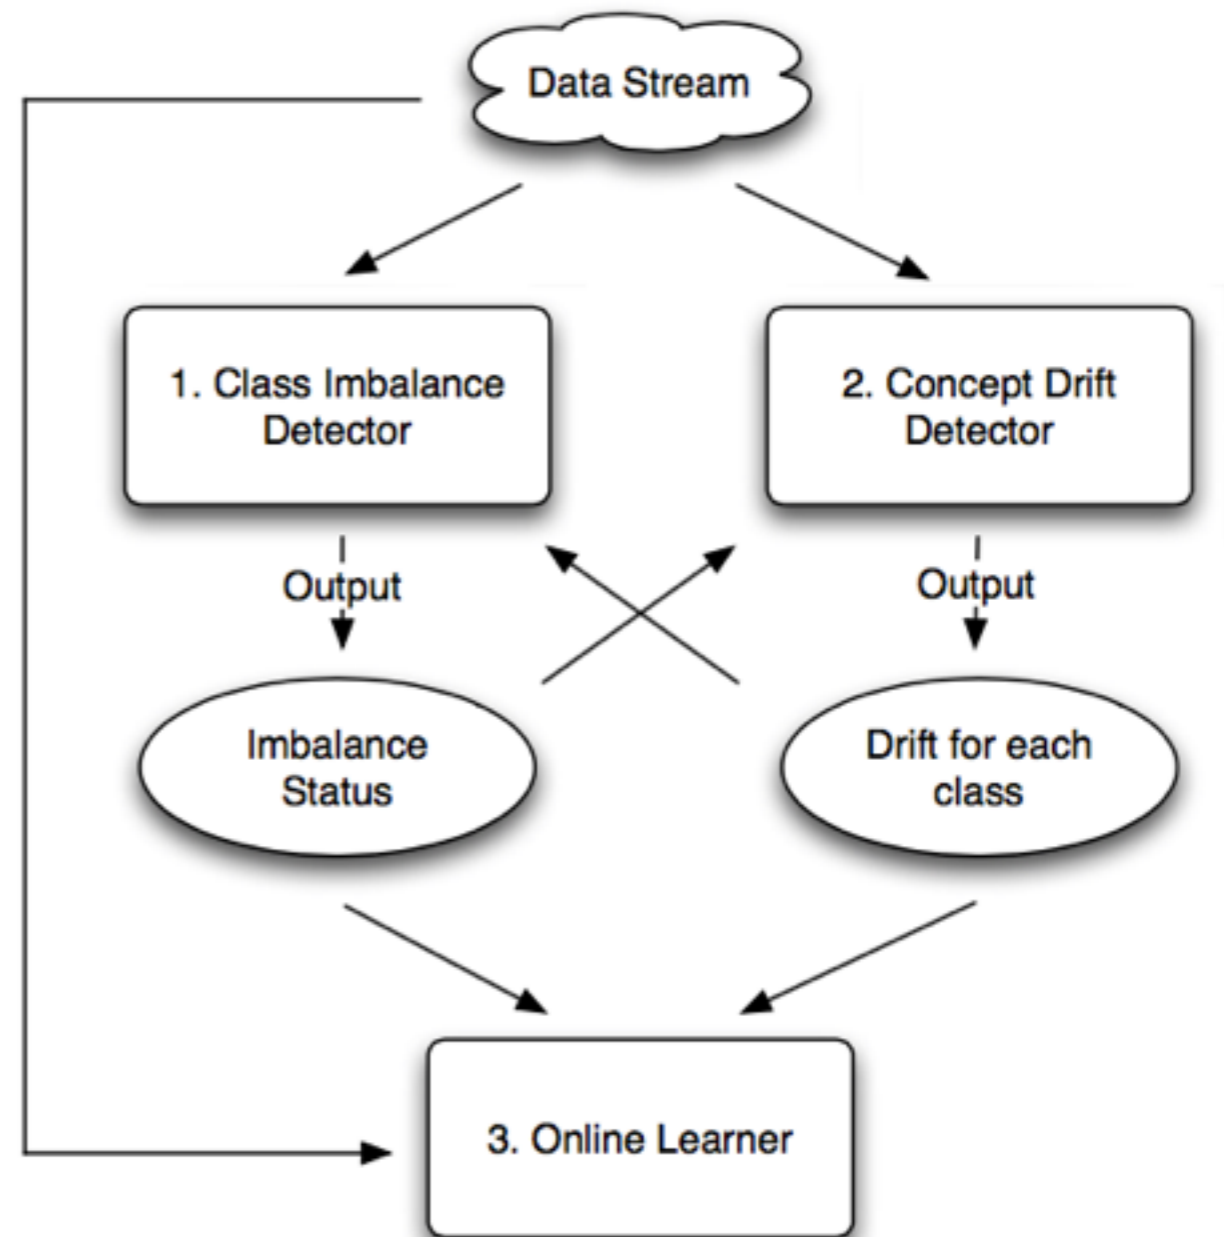 Data Stream
1. Class Imbalance
Detector
2. Concept Drift
Detector
Output
Output
Imbalance
Status
Drift for each
class
3. Online Learner